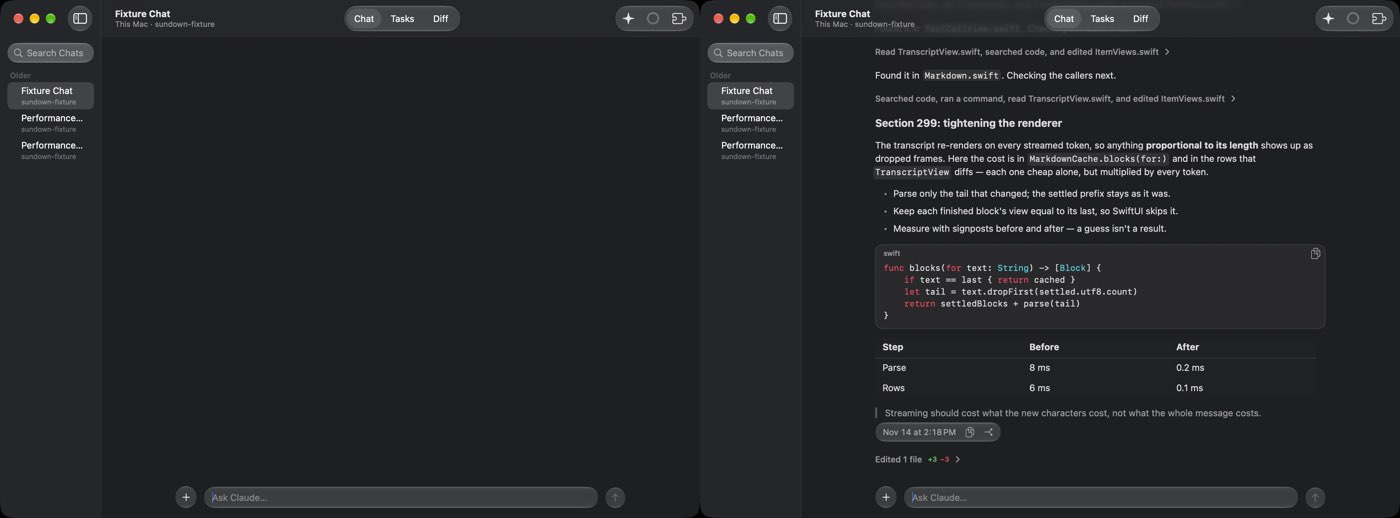 Fixture Chat
This Mac · sundown-fixture
Chat Tasks Diff
Search Chats
Older
Fixture Chat
sundown-fixture
Performance...
sundown-fixture
Performance...
sundown-fixture
Ask Claude...
Fixture Chat
This Mac · sundown-fixture
Chat Tasks Diff
Search Chats
Older
Fixture Chat
sundown-fixture
Performance...
sundown-fixture
Performance...
sundown-fixture
Read TranscriptView.swift, searched code, and edited ItemViews.swift
Found it in Markdown.swift. Checking the callers next.
Searched code, ran a command, read TranscriptView.swift, and edited ItemViews.swift
Section 299: tightening the renderer
The transcript re-renders on every streamed token, so anything proportional to its length shows up as
dropped frames. Here the cost is in MarkdownCache.blocks(for:) and in the rows that
TranscriptView diffs — each one cheap alone, but multiplied by every token.
• Parse only the tail that changed; the settled prefix stays as it was.
• Keep each finished block's view equal to its last, so SwiftUI skips it.
• Measure with signposts before and after — a guess isn't a result.
swift
func blocks(for text: String) -> [Block] {
    if text == last { return cached }
    let tail = text.dropFirst(settled.utf8.count)
    return settledBlocks + parse(tail)
}
Step Before After
Parse 8 ms 0.2 ms
Rows 6 ms 0.1 ms
Streaming should cost what the new characters cost, not what the whole message costs.
Nov 14 at 2:18 PM
Edited 1 file +3 −3
Ask Claude...